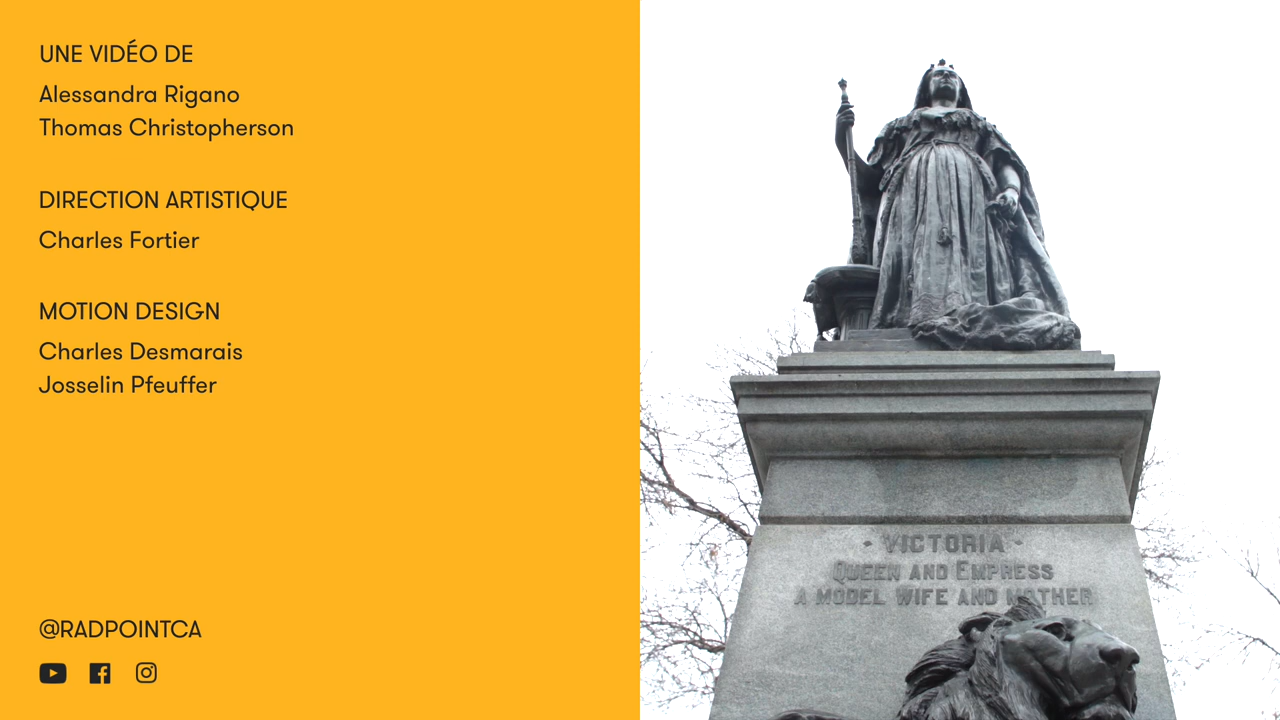 UNE VIDÉO DE
Alessandra Rigano
Thomas Christopherson
DIRECTION ARTISTIQUE
Charles Fortier
MOTION DESIGN
Charles Desmarais
Josselin Pfeuffer
@RADPOINTCA
• VICTORIA •
QUEEN AND EMPRESS
A MODEL WIFE AND MOTHER